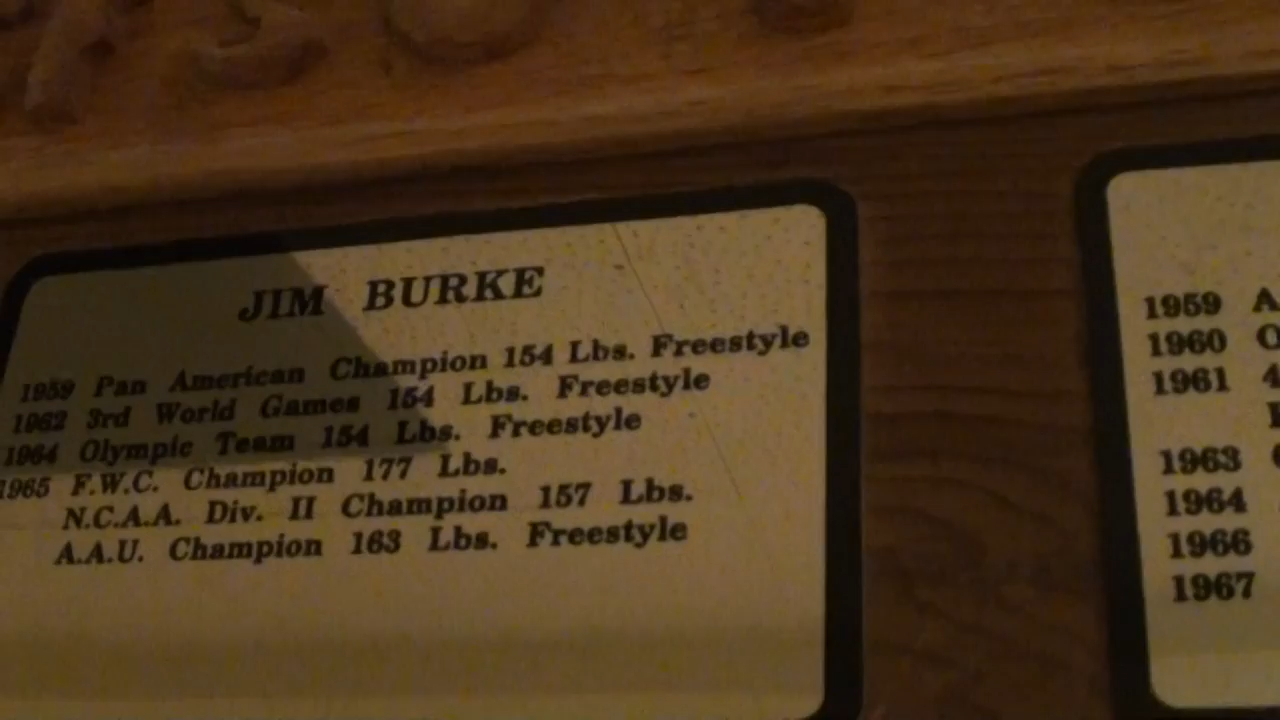 JIM BURKE
1959 Pan American Champion 154 Lbs. Freestyle
1962 3rd World Games 154 Lbs. Freestyle
1964 Olympic Team 154 Lbs. Freestyle
1965 F.W.C. Champion 177 Lbs.
N.C.A.A. Div. II Champion 157 Lbs.
A.A.U. Champion 163 Lbs. Freestyle
1959
1960
1961
1963
1964
1966
1967